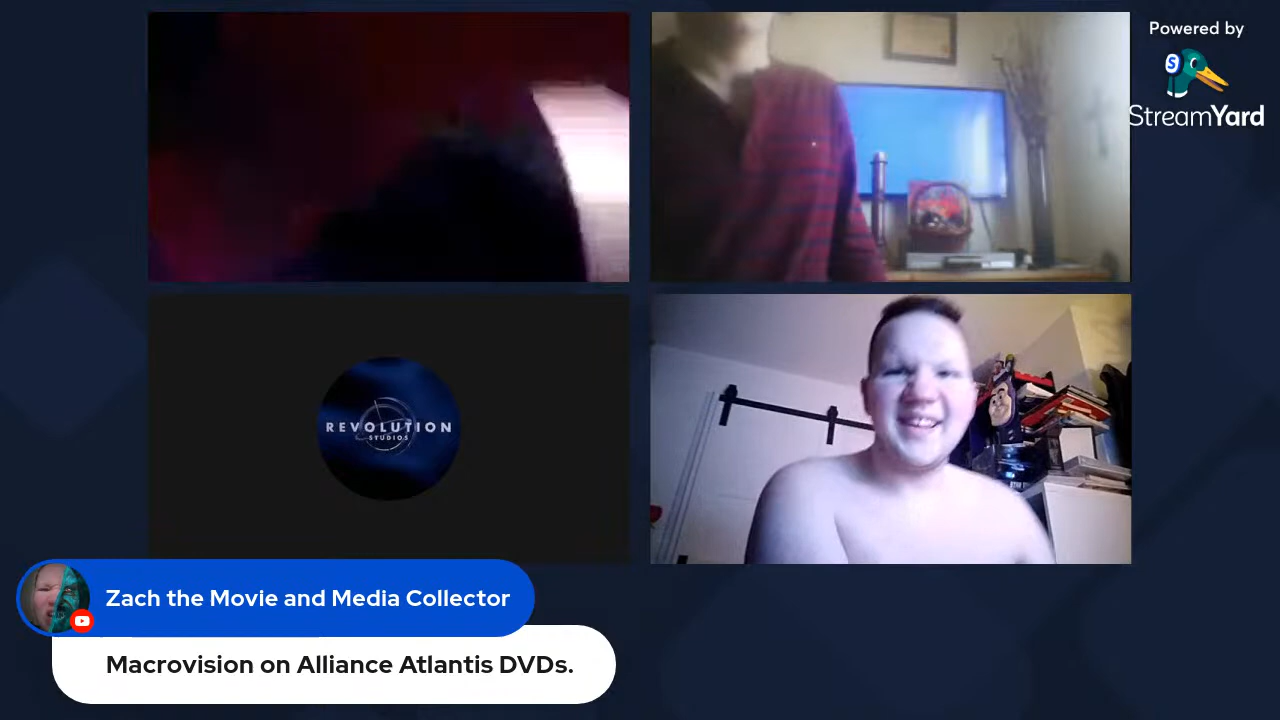 Powered by
S
StreamYard
REVOLUTION
STUDIOS
Zach the Movie and Media Collector
Macrovision on Alliance Atlantis DVDs.